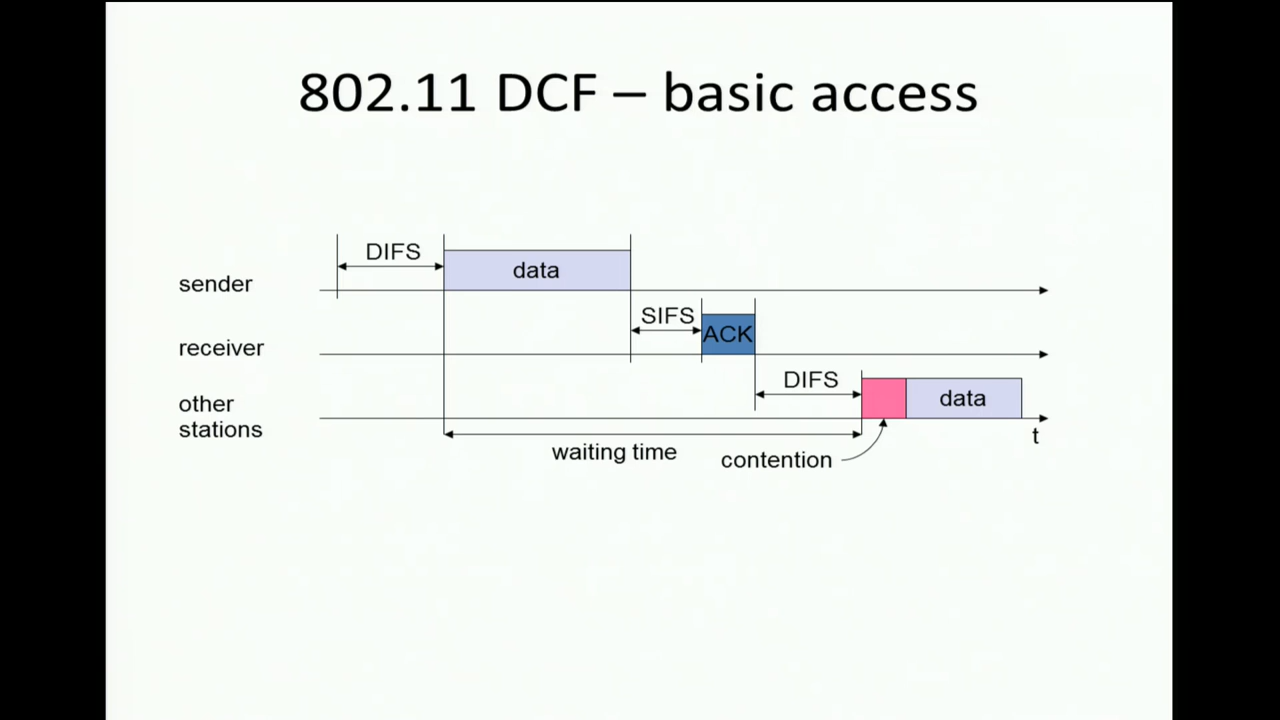 802.11 DCF – basic access
DIFS
data
sender
SIFS
ACK
receiver
DIFS
data
other
stations
t
waiting time
contention